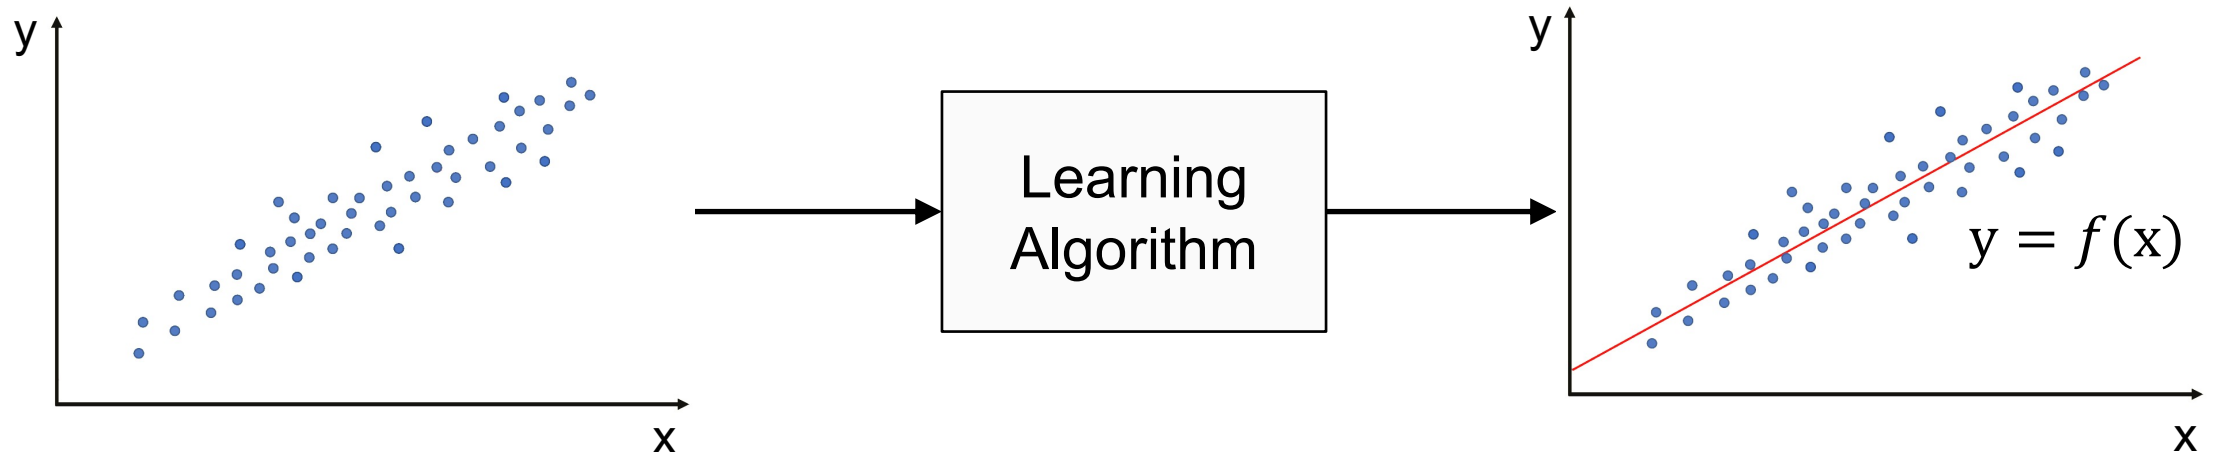 y
x
Learning
Algorithm
y
y = f(x)
x